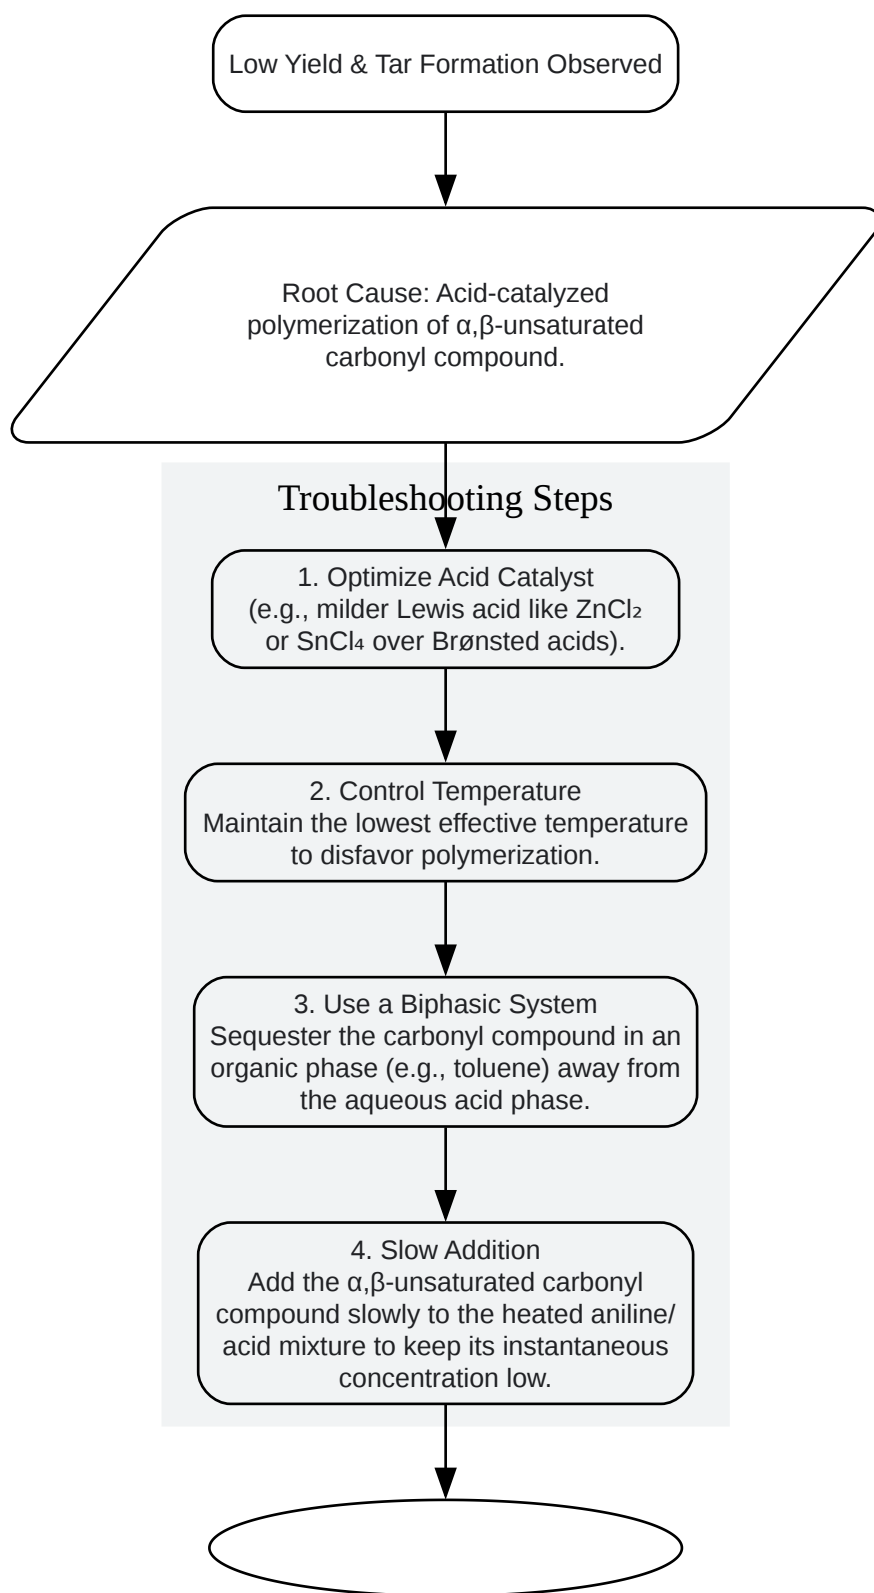 Low Yield & Tar Formation Observed
Root Cause: Acid-catalyzed
polymerization of α,β-unsaturated
carbonyl compound.
Troubleshooting Steps
1. Optimize Acid Catalyst
(e.g., milder Lewis acid like ZnCl₂
or SnCl₄ over Brønsted acids).
2. Control Temperature
Maintain the lowest effective temperature
to disfavor polymerization.
3. Use a Biphasic System
Sequester the carbonyl compound in an
organic phase (e.g., toluene) away from
the aqueous acid phase.
4. Slow Addition
Add the α,β-unsaturated carbonyl
compound slowly to the heated aniline/
acid mixture to keep its instantaneous
concentration low.